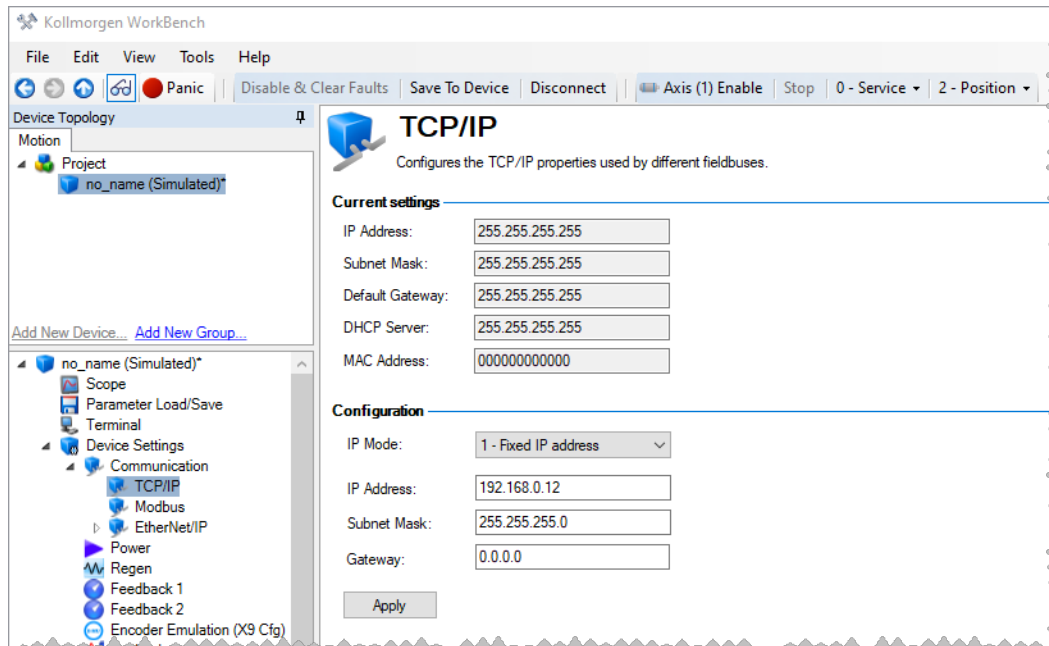 Kollmorgen WorkBench
File Edit View Tools Help
Panic Disable & Clear Faults Save To Device Disconnect Axis (1) Enable Stop 0 - Service 2 - Position
Device Topology
Motion
Project
no_name (Simulated)*
Add New Device... Add New Group...
no_name (Simulated)*
Scope
Parameter Load/Save
Terminal
Device Settings
Communication
TCP/IP
Modbus
EtherNet/IP
Power
Regen
Feedback 1
Feedback 2
Encoder Emulation (X9 Cfg)
TCP/IP
Configures the TCP/IP properties used by different fieldbuses.
Current settings
IP Address: 255.255.255.255
Subnet Mask: 255.255.255.255
Default Gateway: 255.255.255.255
DHCP Server: 255.255.255.255
MAC Address: 000000000000
Configuration
IP Mode: 1 - Fixed IP address
IP Address: 192.168.0.12
Subnet Mask: 255.255.255.0
Gateway: 0.0.0.0
Apply